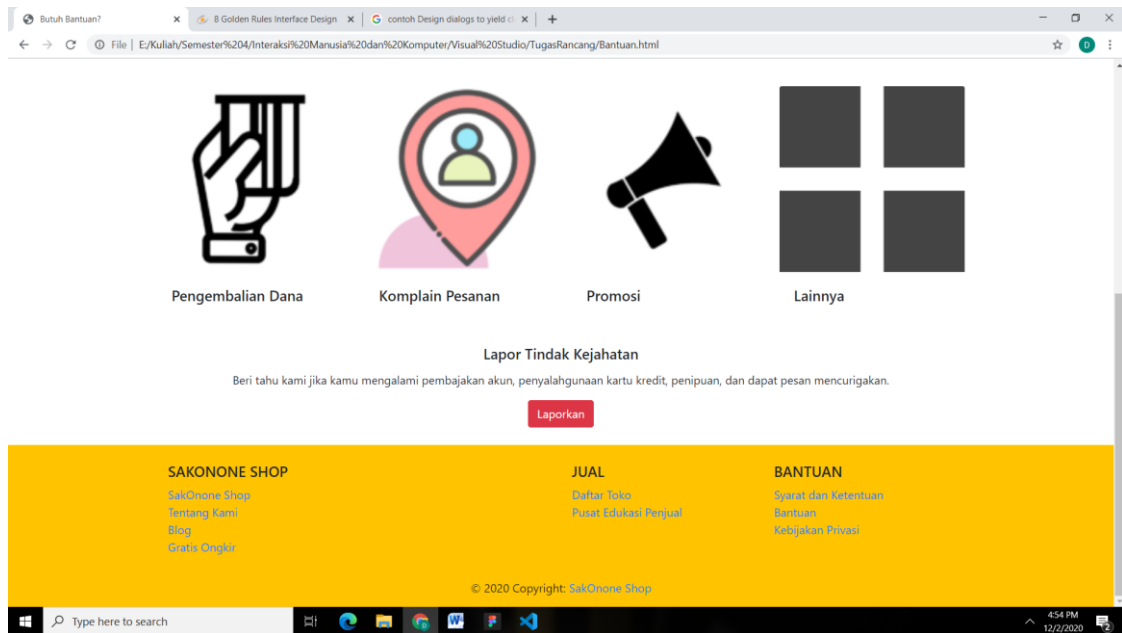 Butuh Bantuan?
8 Golden Rules Interface Design
contoh Design dialogs to yield cl
File | E:/Kuliah/Semester%204/Interaksi%20Manusia%20dan%20Komputer/Visual%20Studio/TugasRancang/Bantuan.html
D
Pengembalian Dana
Komplain Pesanan
Promosi
Lainnya
Lapor Tindak Kejahatan
Beri tahu kami jika kamu mengalami pembajakan akun, penyalahgunaan kartu kredit, penipuan, dan dapat pesan mencurigakan.
Laporkan
SAKONONE SHOP
SakOnone Shop
Tentang Kami
Blog
Gratis Ongkir
JUAL
Daftar Toko
Pusat Edukasi Penjual
BANTUAN
Syarat dan Ketentuan
Bantuan
Kebijakan Privasi
© 2020 Copyright: SakOnone Shop
Type here to search
4:54 PM
12/2/2020
2